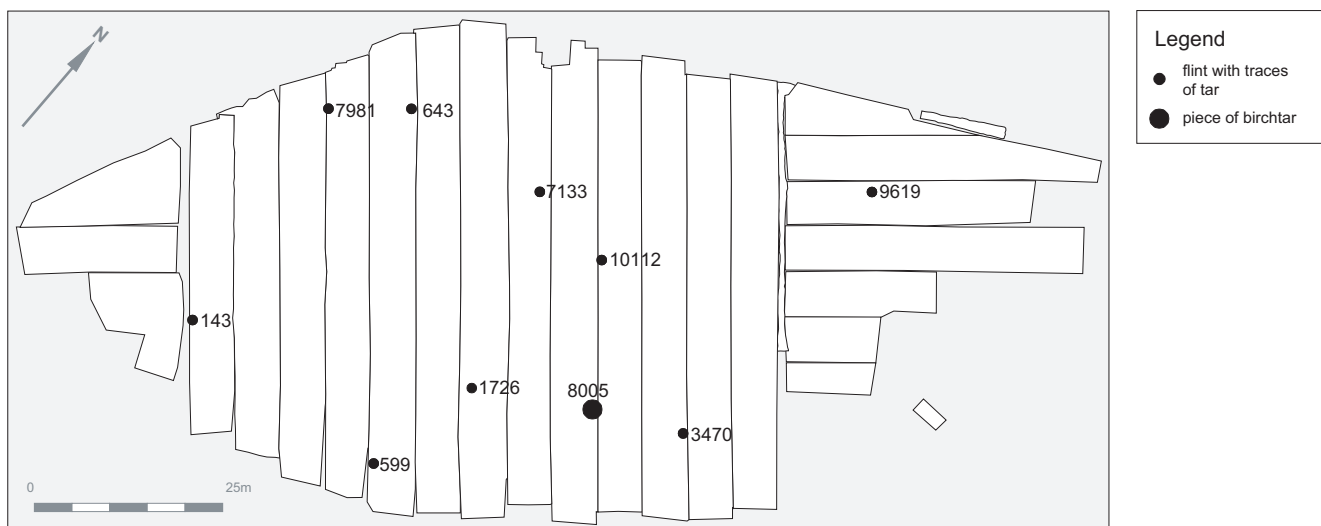 N
Legend
flint with traces
of tar
piece of birchtar
7981
643
7133
9619
10112
143
1726
8005
3470
599
0
25m